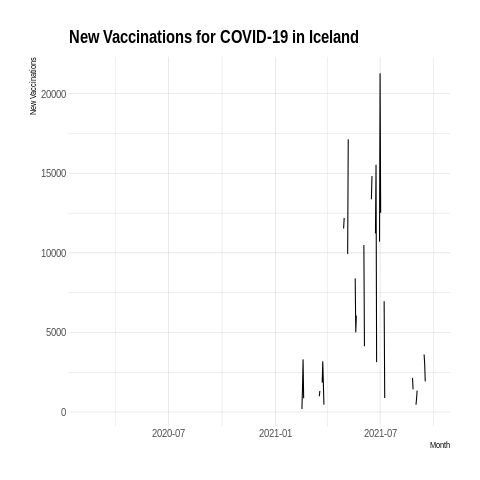 New Vaccinations for COVID-19 in Iceland
New Vaccinations
20000
15000
10000
5000
0
2020-07
2021-01
2021-07
Month